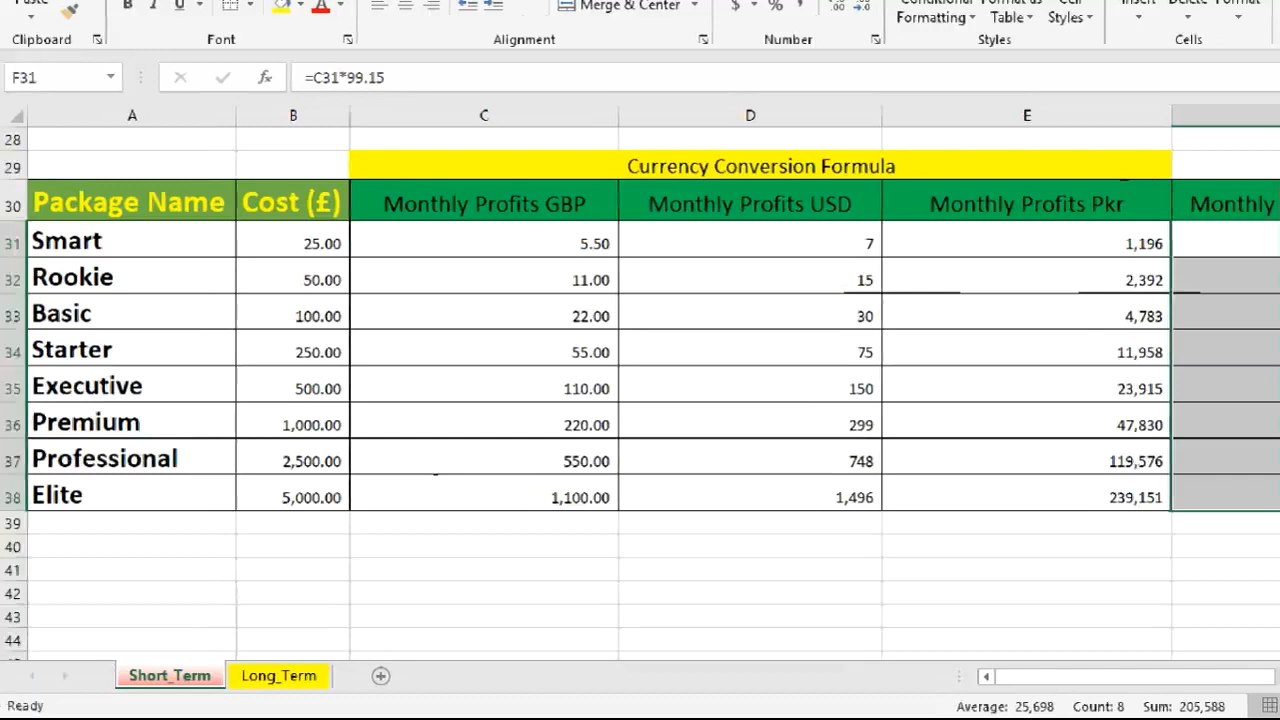 Merge & Center
$ %
Formatting Table Styles
Clipboard Font Alignment Number Styles Cells
F31 fx =C31*99.15
A B C D E
28
29 Currency Conversion Formula
30 Package Name Cost (£) Monthly Profits GBP Monthly Profits USD Monthly Profits Pkr Monthly
31 Smart 25.00 5.50 7 1,196
32 Rookie 50.00 11.00 15 2,392
33 Basic 100.00 22.00 30 4,783
34 Starter 250.00 55.00 75 11,958
35 Executive 500.00 110.00 150 23,915
36 Premium 1,000.00 220.00 299 47,830
37 Professional 2,500.00 550.00 748 119,576
38 Elite 5,000.00 1,100.00 1,496 239,151
39
40
41
42
43
44
Short_Term Long_Term
Ready Average: 25,698 Count: 8 Sum: 205,588